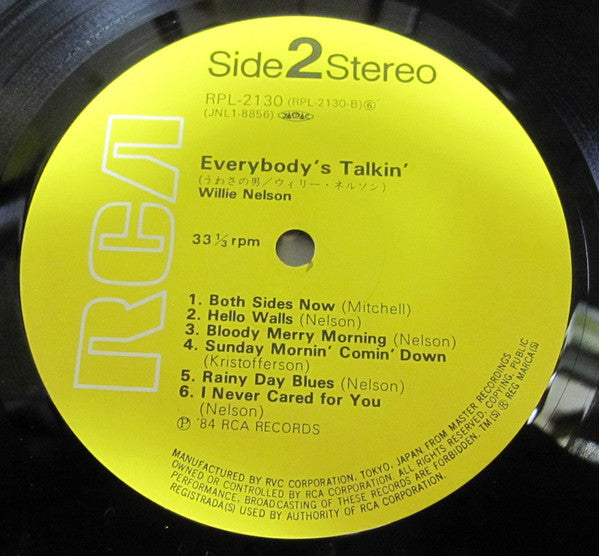 Side 2 Stereo
RPL-2130 (RPL-2130-B)⑥
(JNL1-8856)
RCA
Everybody's Talkin'
(うわさの男/ウィリー・ネルソン)
Willie Nelson
33 1/3 rpm
1. Both Sides Now (Mitchell)
2. Hello Walls (Nelson)
3. Bloody Merry Morning (Nelson)
4. Sunday Mornin' Comin' Down
(Kristofferson)
5. Rainy Day Blues (Nelson)
6. I Never Cared for You
(Nelson)
Ⓟ '84 RCA RECORDS
MANUFACTURED BY RVC CORPORATION, TOKYO, JAPAN, FROM MASTER RECORDINGS
OWNED OR CONTROLLED BY RCA CORPORATION. ALL RIGHTS RESERVED. COPYING, PUBLIC
PERFORMANCE, BROADCASTING OF THESE RECORDS ARE FORBIDDEN. TM(S) ® REG MARCA(S)
REGISTRADA(S) USED BY AUTHORITY OF RCA CORPORATION.